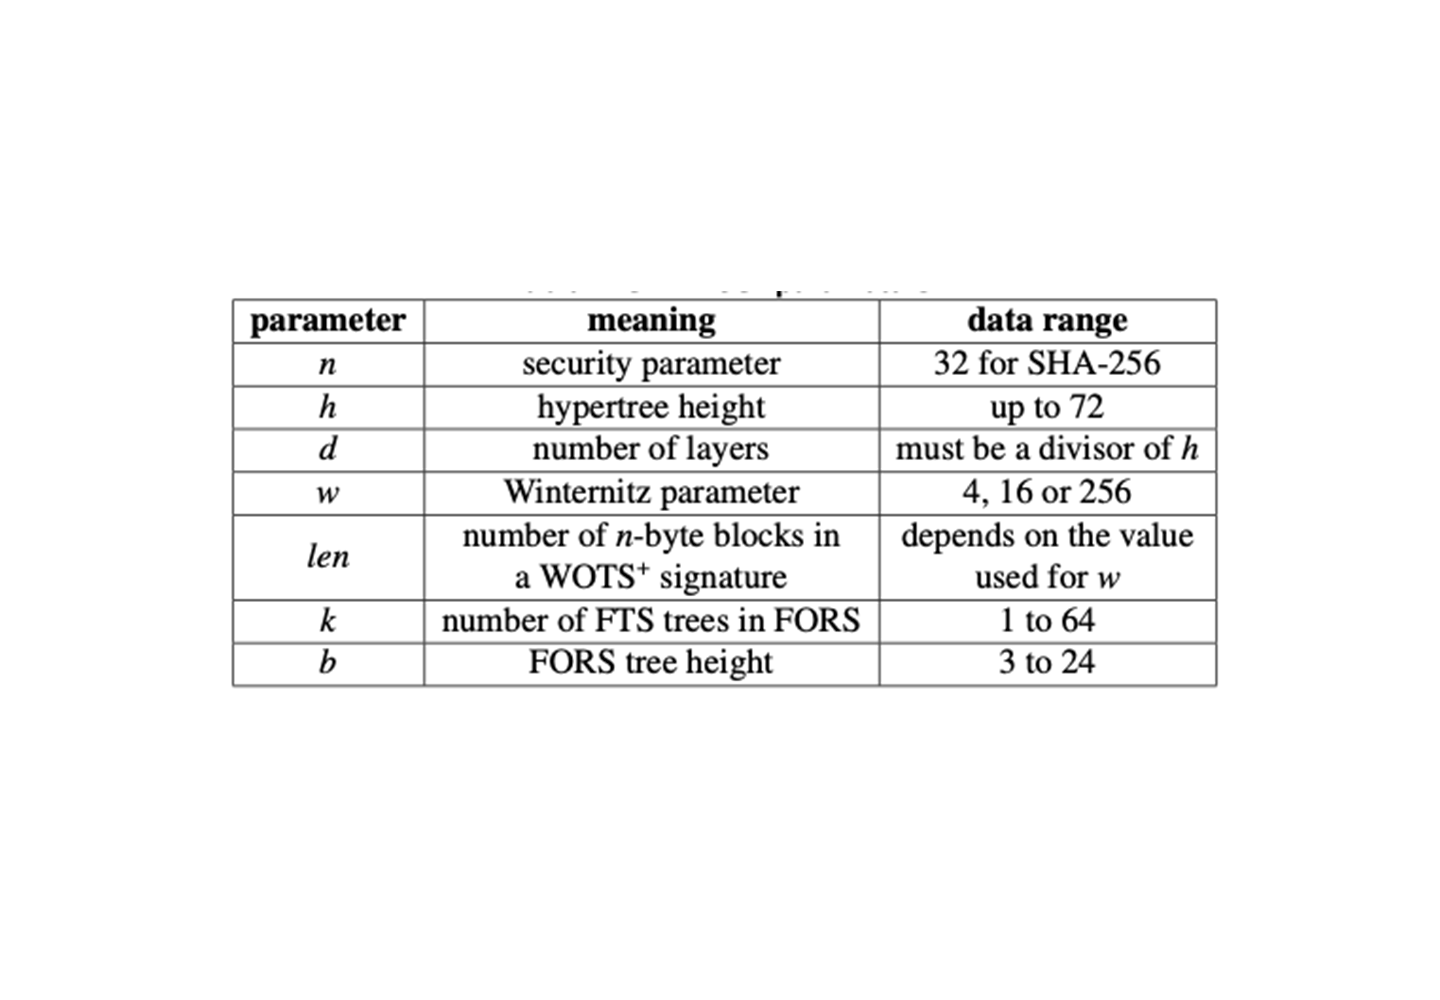 parameter meaning data range
n security parameter 32 for SHA-256
h hypertree height up to 72
d number of layers must be a divisor of h
w Winternitz parameter 4, 16 or 256
len number of n-byte blocks in a WOTS⁺ signature depends on the value used for w
k number of FTS trees in FORS 1 to 64
b FORS tree height 3 to 24